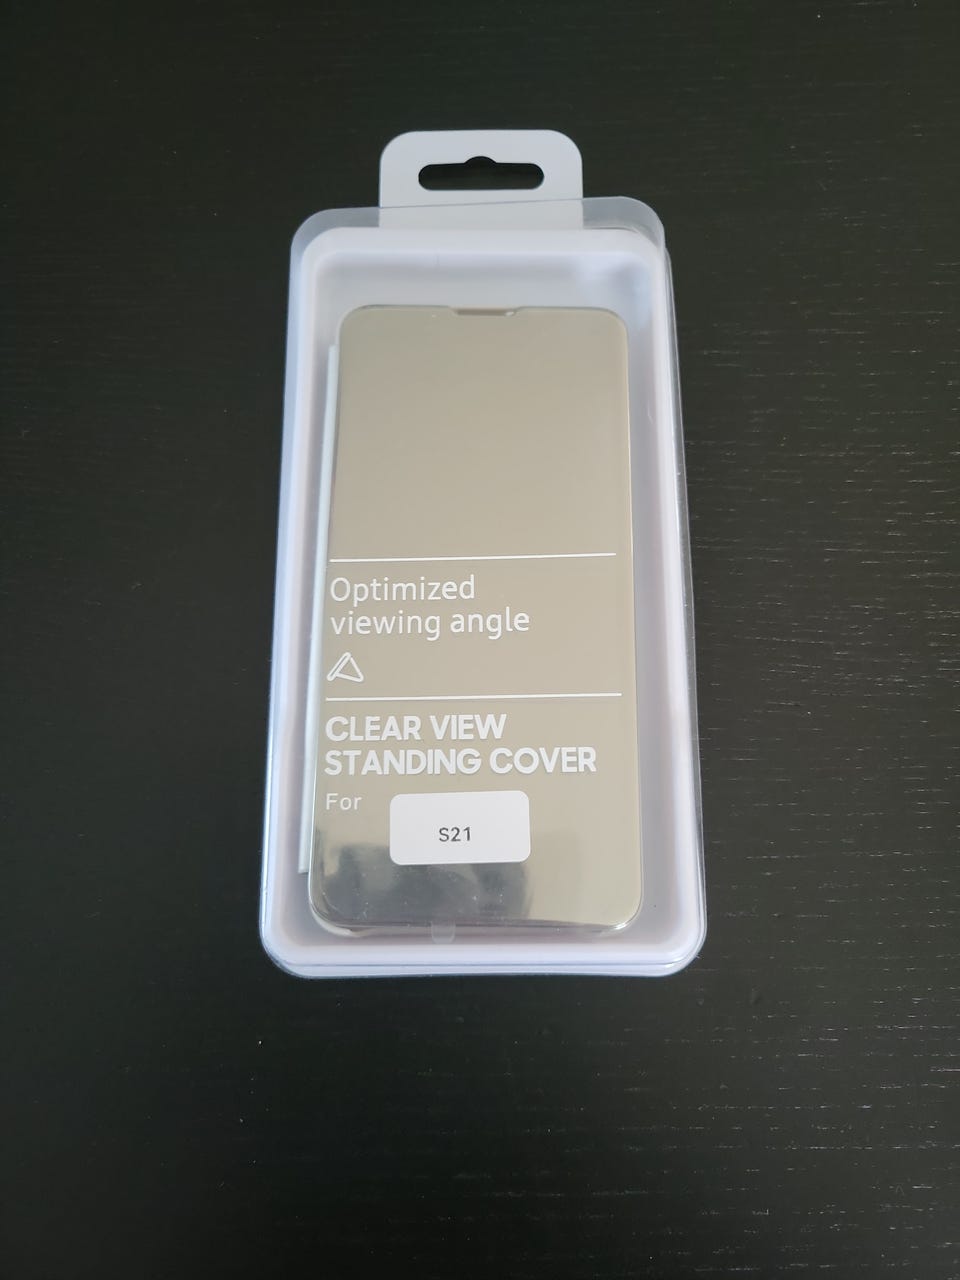 Optimized
viewing angle
CLEAR VIEW
STANDING COVER
For
S21